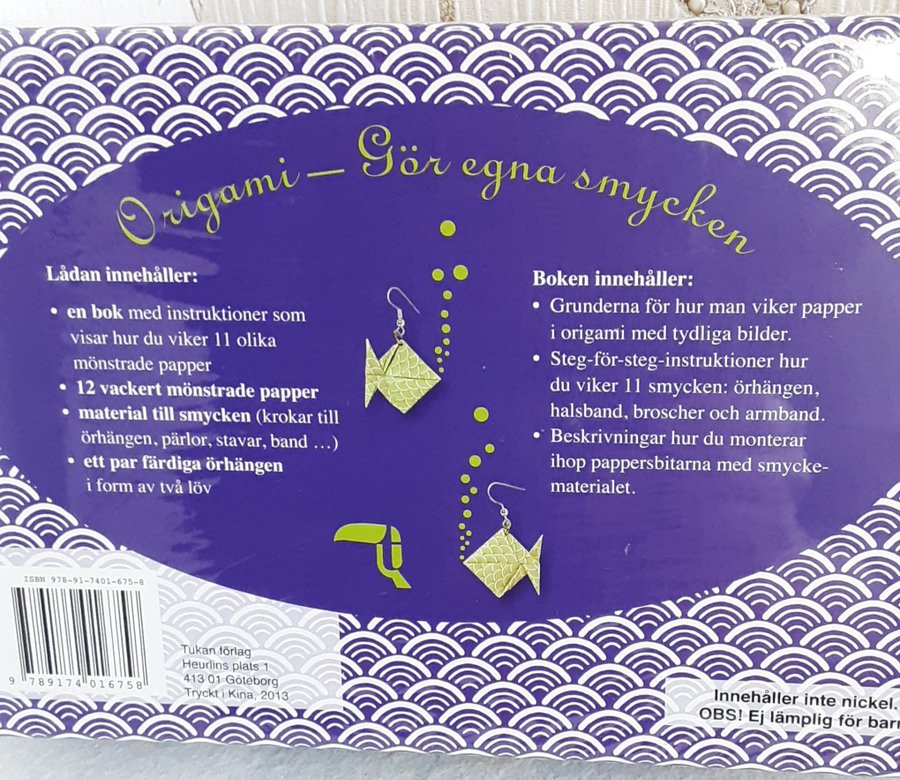 Origami – Gör egna smycken
Lådan innehåller:
• en bok med instruktioner som
visar hur du viker 11 olika
mönstrade papper
• 12 vackert mönstrade papper
• material till smycken (krokar till
örhängen, pärlor, stavar, band ...)
• ett par färdiga örhängen
i form av två löv
Boken innehåller:
• Grunderna för hur man viker papper
i origami med tydliga bilder.
• Steg-för-steg-instruktioner hur
du viker 11 smycken: örhängen,
halsband, broscher och armband.
• Beskrivningar hur du monterar
ihop pappersbitarna med smycke-
materialet.
ISBN 978-91-7401-675-8
9 789174 016758
Tukan förlag
Heurlins plats 1
413 01 Göteborg
Tryckt i Kina, 2013
Innehåller inte nickel.
OBS! Ej lämplig för